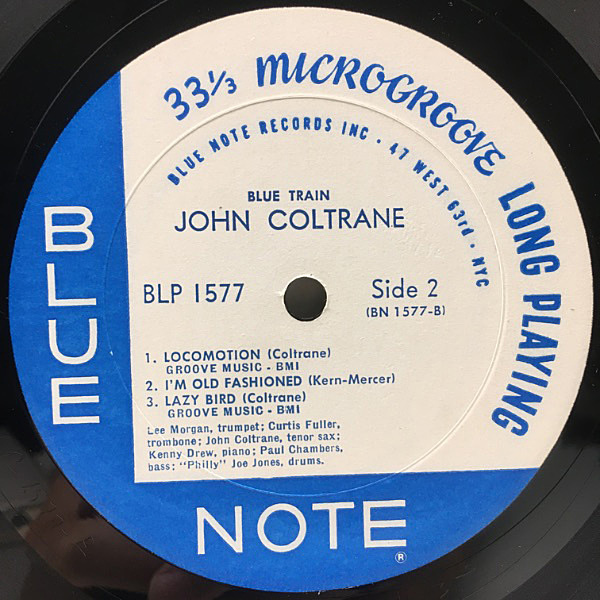 33⅓ MICROGROOVE LONG PLAYING
BLUE NOTE RECORDS INC • 47 WEST 63rd • NYC
BLUE TRAIN
JOHN COLTRANE
BLP 1577
Side 2
(BN 1577-B)
1. LOCOMOTION (Coltrane)
GROOVE MUSIC - BMI
2. I'M OLD FASHIONED (Kern-Mercer)
3. LAZY BIRD (Coltrane)
GROOVE MUSIC - BMI
Lee Morgan, trumpet; Curtis Fuller,
trombone; John Coltrane, tenor sax;
Kenny Drew, piano; Paul Chambers,
bass; "Philly" Joe Jones, drums.
BLUE
NOTE ®